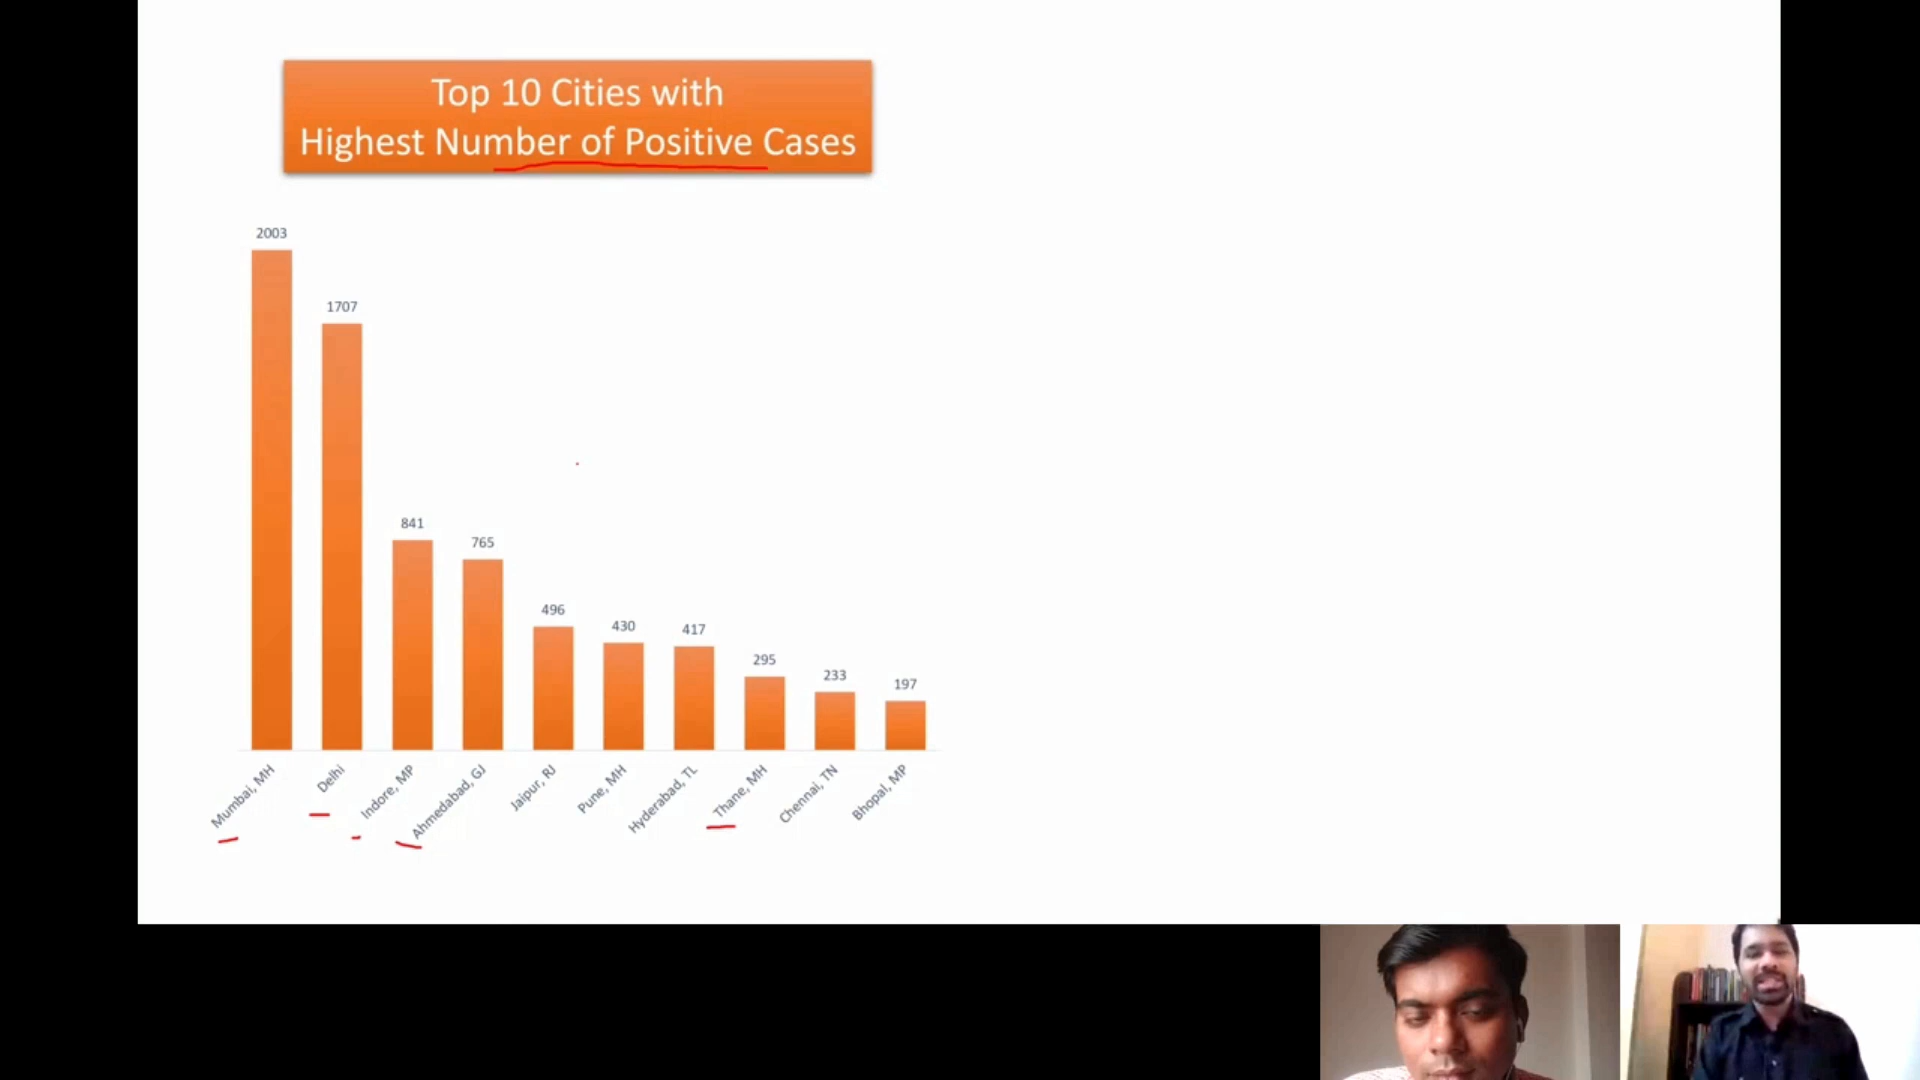 Top 10 Cities with
Highest Number of Positive Cases
2003
1707
841
765
496
430
417
295
233
197
Mumbai, MH
Delhi
Indore, MP
Ahmedabad, GJ
Jaipur, RJ
Pune, MH
Hyderabad, TL
Thane, MH
Chennai, TN
Bhopal, MP